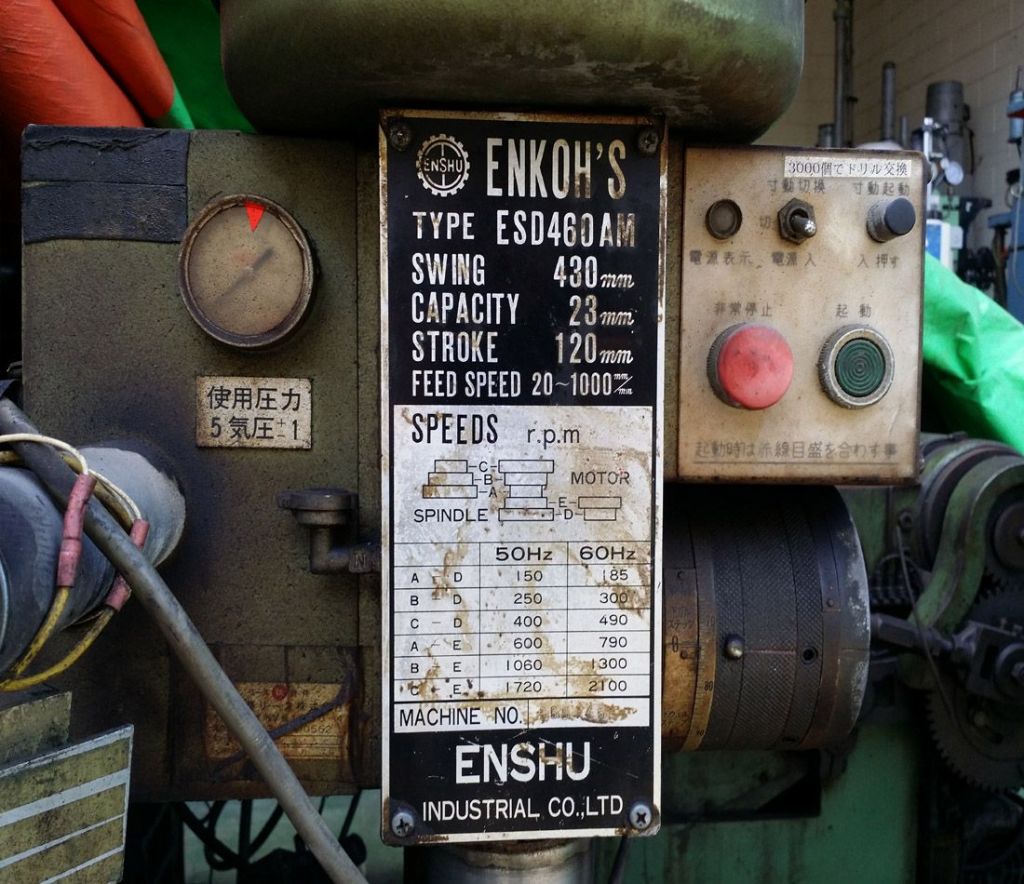 ENSHU
ENKOH'S
TYPE ESD460AM
SWING 430mm
CAPACITY 23mm
STROKE 120mm
FEED SPEED 20~1000mm/min
SPEEDS r.p.m
C
B
A
MOTOR
E
D
SPINDLE
50Hz 60Hz
A - D 150 185
B D 250 300
C - D 400 490
A - E 600 790
B E 1060 1300
C - E 1720 2100
MACHINE NO.
ENSHU
INDUSTRIAL CO.,LTD
使用圧力
5気圧±1
3000個でドリル交換
寸動切換 寸動起動
切
電源表示 電源入 入押す
非常停止 起動
起動時は赤線目盛を合わす事